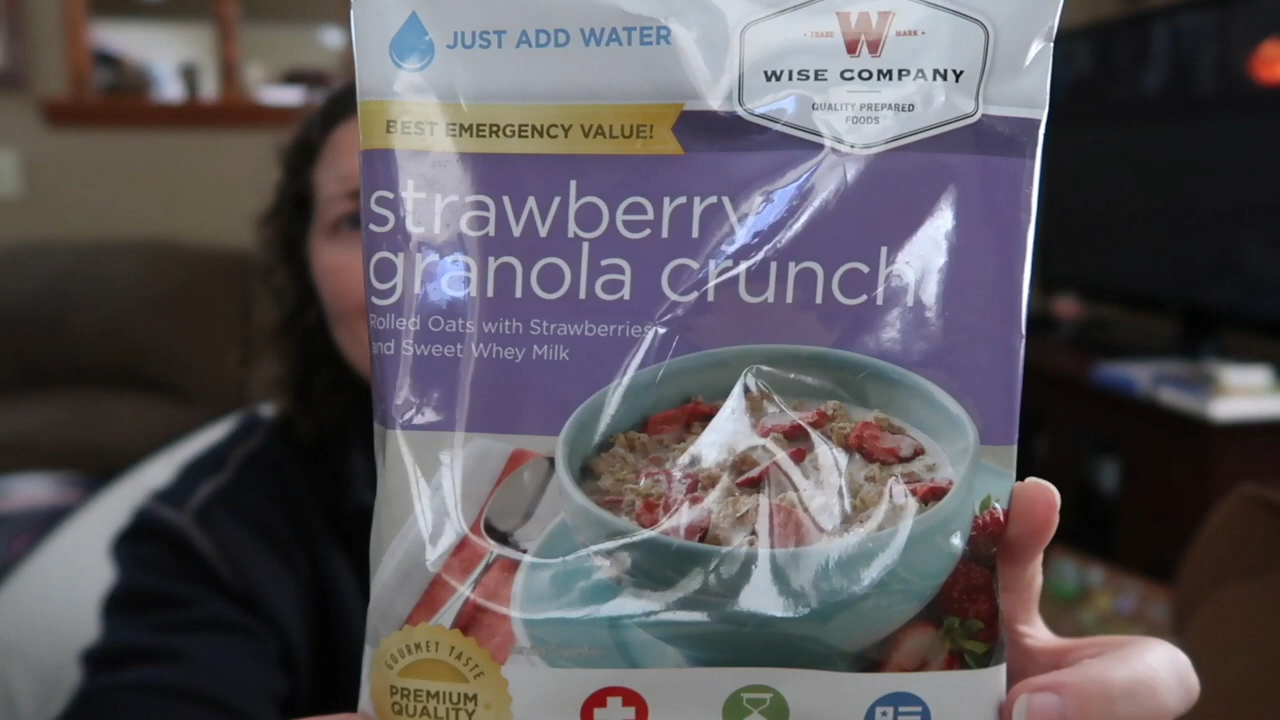 JUST ADD WATER
TRADE W MARK
WISE COMPANY
QUALITY PREPARED
FOODS
BEST EMERGENCY VALUE!
strawberry
granola crunch
Rolled Oats with Strawberries
and Sweet Whey Milk
GOURMET TASTE
PREMIUM
QUALITY